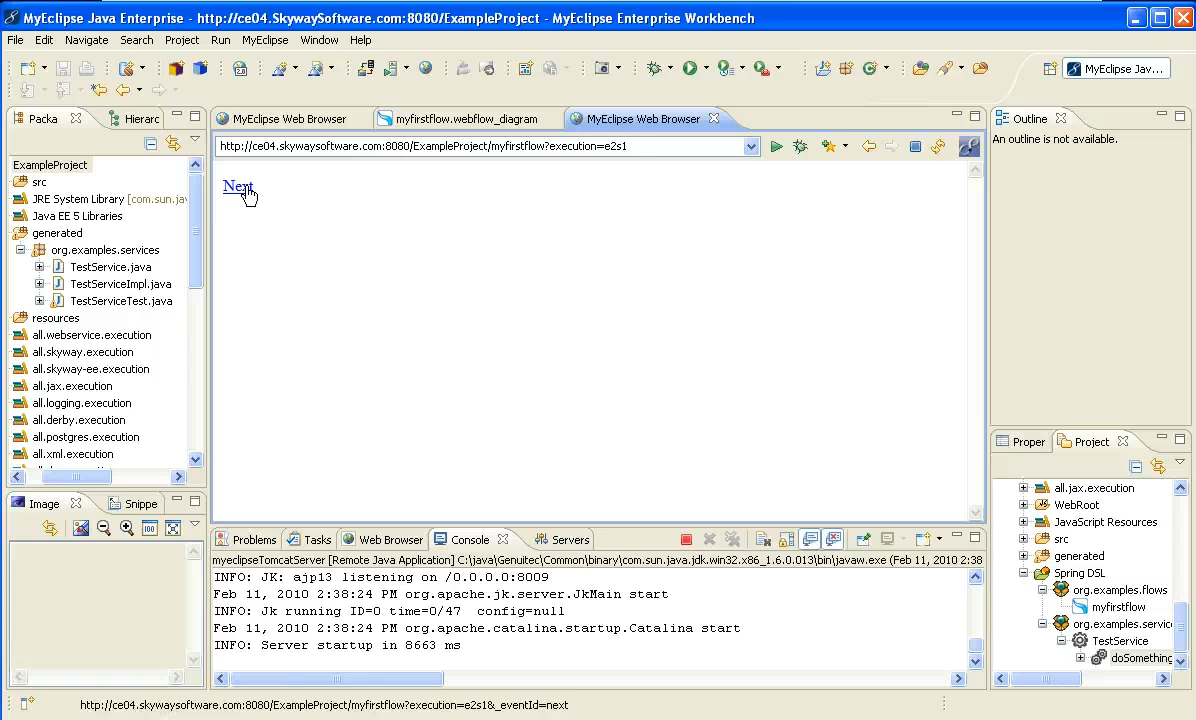 MyEclipse Java Enterprise - http://ce04.SkywaySoftware.com:8080/ExampleProject - MyEclipse Enterprise Workbench
File Edit Navigate Search Project Run MyEclipse Window Help
MyEclipse Jav...
Packa Hierarc
MyEclipse Web Browser myfirstflow.webflow_diagram MyEclipse Web Browser
Outline
http://ce04.skywaysoftware.com:8080/ExampleProject/myfirstflow?execution=e2s1
An outline is not available.
Next
ExampleProject
src
JRE System Library [com.sun.jav
Java EE 5 Libraries
generated
org.examples.services
TestService.java
TestServiceImpl.java
TestServiceTest.java
resources
all.webservice.execution
all.skyway.execution
all.skyway-ee.execution
all.jax.execution
all.logging.execution
all.derby.execution
all.postgres.execution
all.xml.execution
Image Snippe
Problems Tasks Web Browser Console Servers
myeclipseTomcatServer [Remote Java Application] C:\java\Genuitec\Common\binary\com.sun.java.jdk.win32.x86_1.6.0.013\bin\javaw.exe (Feb 11, 2010 2:38
INFO: JK: ajp13 listening on /0.0.0.0:8009
Feb 11, 2010 2:38:24 PM org.apache.jk.server.JkMain start
INFO: Jk running ID=0 time=0/47 config=null
Feb 11, 2010 2:38:24 PM org.apache.catalina.startup.Catalina start
INFO: Server startup in 8663 ms
Proper Project
all.jax.execution
WebRoot
JavaScript Resources
src
generated
Spring DSL
org.examples.flows
myfirstflow
org.examples.servic
TestService
doSomething
http://ce04.skywaysoftware.com:8080/ExampleProject/myfirstflow?execution=e2s1&_eventId=next